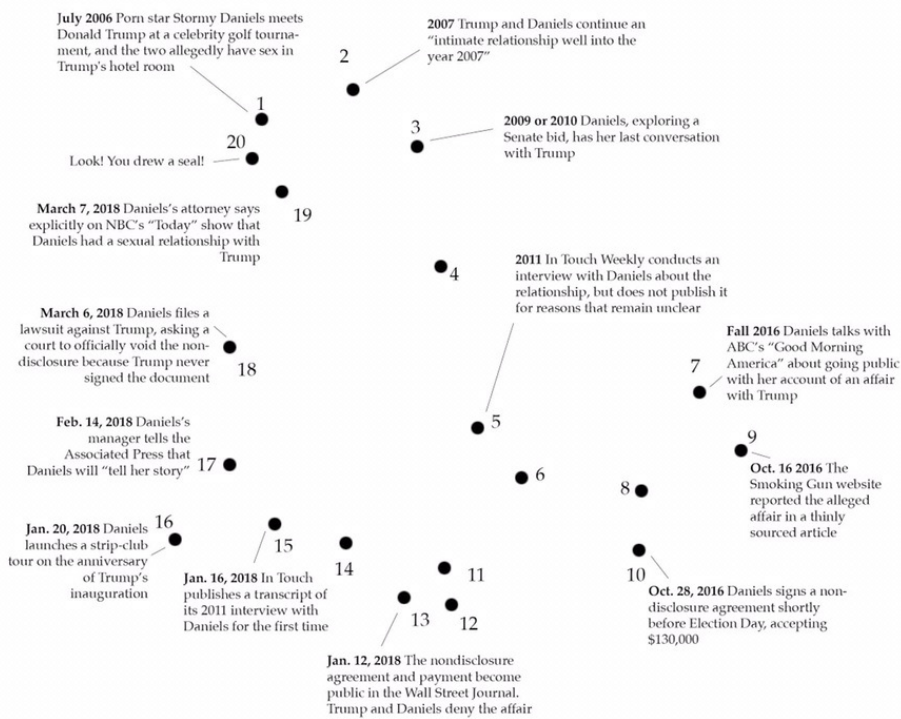 July 2006 Porn star Stormy Daniels meets
Donald Trump at a celebrity golf tourna-
ment, and the two allegedly have sex in
Trump's hotel room
1
2
2007 Trump and Daniels continue an
“intimate relationship well into the
year 2007”
3
2009 or 2010 Daniels, exploring a
Senate bid, has her last conversation
with Trump
20
Look! You drew a seal!
19
March 7, 2018 Daniels's attorney says
explicitly on NBC's “Today” show that
Daniels had a sexual relationship with
Trump
4
2011 In Touch Weekly conducts an
interview with Daniels about the
relationship, but does not publish it
for reasons that remain unclear
5
March 6, 2018 Daniels files a
lawsuit against Trump, asking a
court to officially void the non-
disclosure because Trump never
signed the document
18
Fall 2016 Daniels talks with
ABC's “Good Morning
America” about going public
with her account of an affair
with Trump
7
Feb. 14, 2018 Daniels's
manager tells the
Associated Press that
Daniels will “tell her story”
17
6
8
9
Oct. 16 2016 The
Smoking Gun website
reported the alleged
affair in a thinly
sourced article
16
Jan. 20, 2018 Daniels
launches a strip-club
tour on the anniversary
of Trump's
inauguration
15
Jan. 16, 2018 In Touch
publishes a transcript of
its 2011 interview with
Daniels for the first time
14
11
12
13
10
Oct. 28, 2016 Daniels signs a non-
disclosure agreement shortly
before Election Day, accepting
$130,000
Jan. 12, 2018 The nondisclosure
agreement and payment become
public in the Wall Street Journal.
Trump and Daniels deny the affair